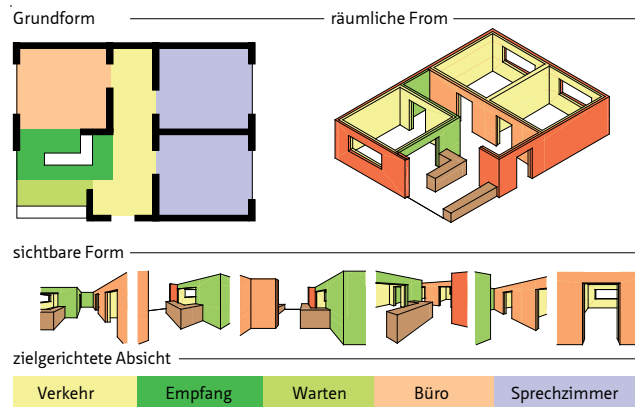 Grundform
räumliche From
sichtbare Form
zielgerichtete Absicht
Verkehr
Empfang
Warten
Büro
Sprechzimmer